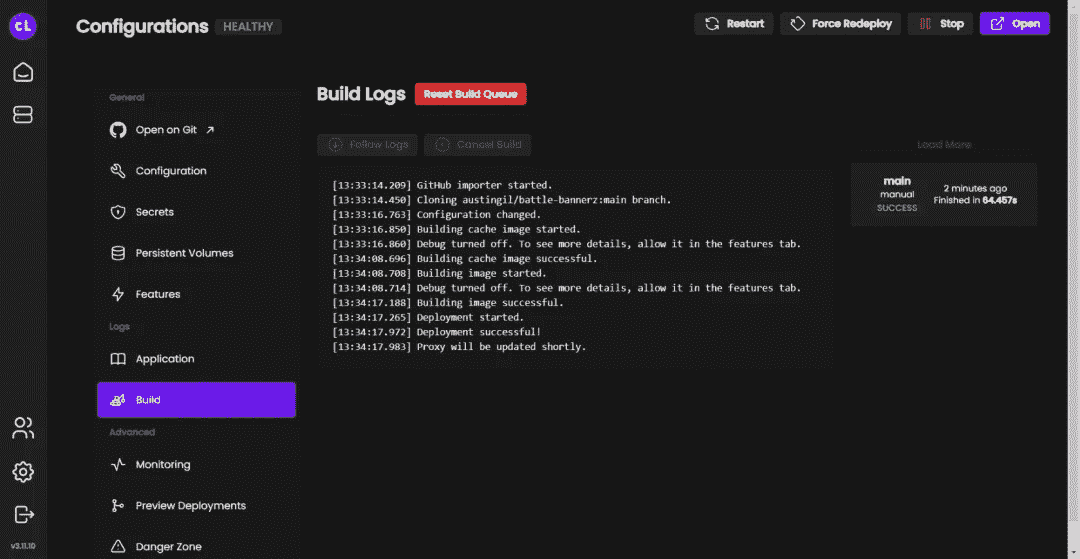 CL
Configurations HEALTHY
Restart
Force Redeploy
Stop
Open
General
Open on Git
Configuration
Secrets
Persistent Volumes
Features
Logs
Application
Build
Advanced
Monitoring
Preview Deployments
Danger Zone
v3.11.10
Build Logs Reset Build Queue
Follow Logs Cancel Build
[13:33:14.209] GitHub importer started.
[13:33:14.450] Cloning austingil/battle-bannerz:main branch.
[13:33:16.763] Configuration changed.
[13:33:16.850] Building cache image started.
[13:33:16.860] Debug turned off. To see more details, allow it in the features tab.
[13:34:08.696] Building cache image successful.
[13:34:08.708] Building image started.
[13:34:08.714] Debug turned off. To see more details, allow it in the features tab.
[13:34:17.188] Building image successful.
[13:34:17.265] Deployment started.
[13:34:17.972] Deployment successful!
[13:34:17.983] Proxy will be updated shortly.
Load More
main
manual
SUCCESS
2 minutes ago
Finished in 64.457s